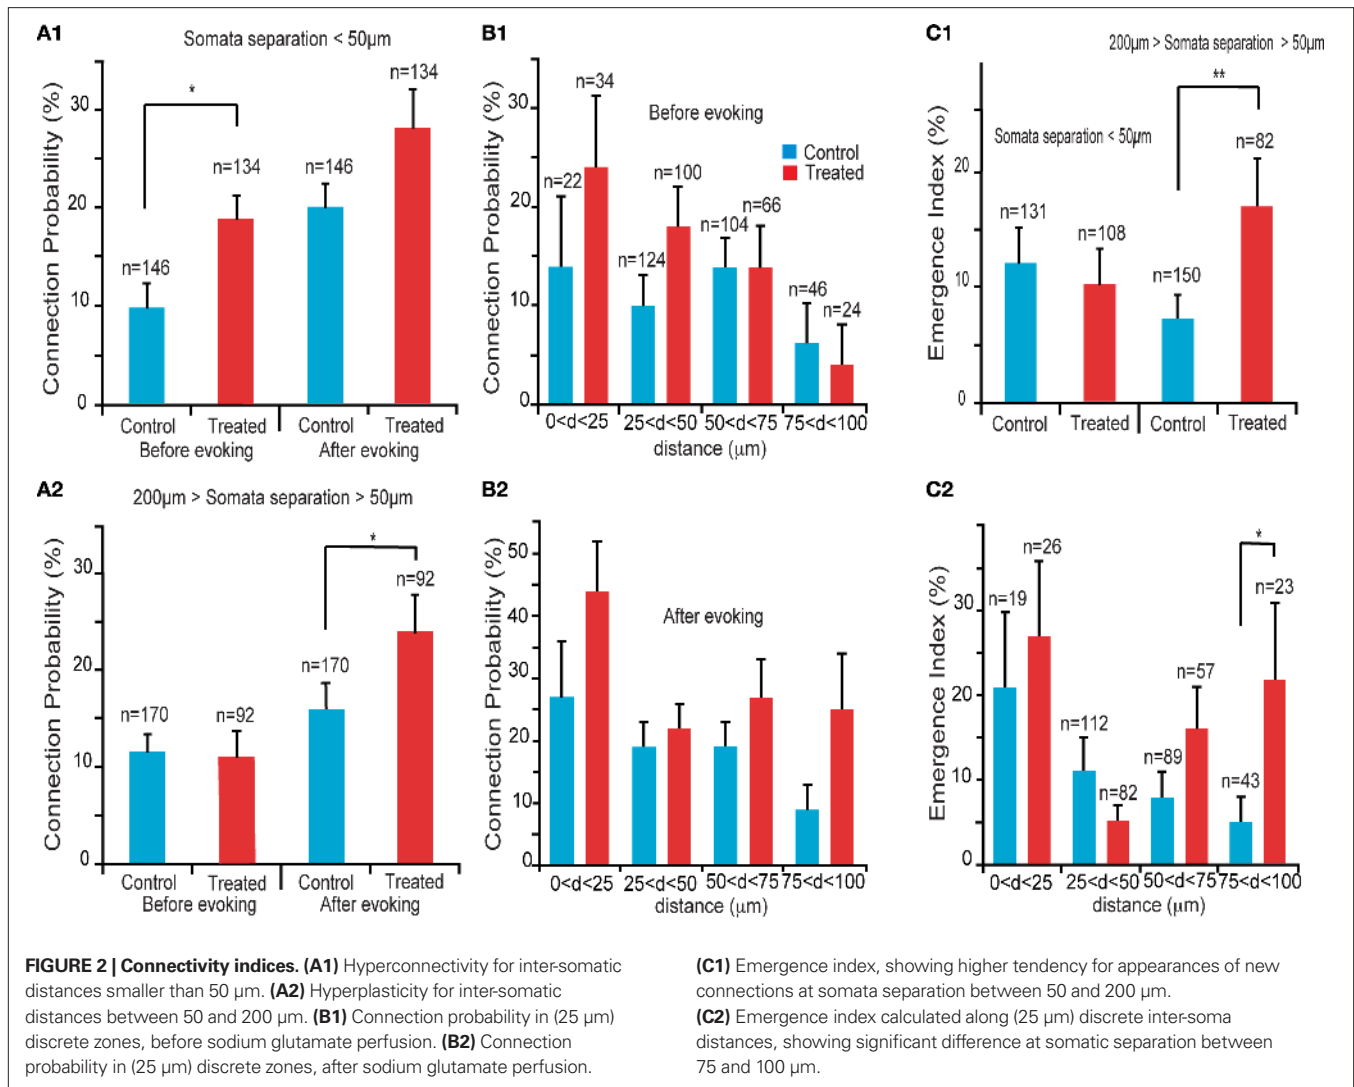 A1
Somata separation < 50μm
Connection Probability (%)
30
20
10
0
*
n=146
n=134
n=146
n=134
Control Treated Control Treated
Before evoking After evoking
B1
Before evoking
Control
Treated
Connection Probability (%)
30
20
10
0
n=22
n=34
n=124
n=100
n=104
n=66
n=46
n=24
0<d<25 25<d<50 50<d<75 75<d<100
distance (μm)
C1
200μm > Somata separation > 50μm
Somata separation < 50μm
Emergence Index (%)
20
10
0
**
n=131
n=108
n=150
n=82
Control Treated Control Treated
A2
200μm > Somata separation > 50μm
Connection Probability (%)
30
20
10
0
*
n=170
n=92
n=170
n=92
Control Treated Control Treated
Before evoking After evoking
B2
After evoking
Connection Probability (%)
50
40
30
20
10
0
0<d<25 25<d<50 50<d<75 75<d<100
distance (μm)
C2
Emergence Index (%)
30
20
10
0
*
n=19
n=26
n=112
n=82
n=89
n=57
n=43
n=23
0<d<25 25<d<50 50<d<75 75<d<100
distance (μm)
FIGURE 2 | Connectivity indices. (A1) Hyperconnectivity for inter-somatic
distances smaller than 50 μm. (A2) Hyperplasticity for inter-somatic
distances between 50 and 200 μm. (B1) Connection probability in (25 μm)
discrete zones, before sodium glutamate perfusion. (B2) Connection
probability in (25 μm) discrete zones, after sodium glutamate perfusion.
(C1) Emergence index, showing higher tendency for appearances of new
connections at somata separation between 50 and 200 μm.
(C2) Emergence index calculated along (25 μm) discrete inter-soma
distances, showing significant difference at somatic separation between
75 and 100 μm.